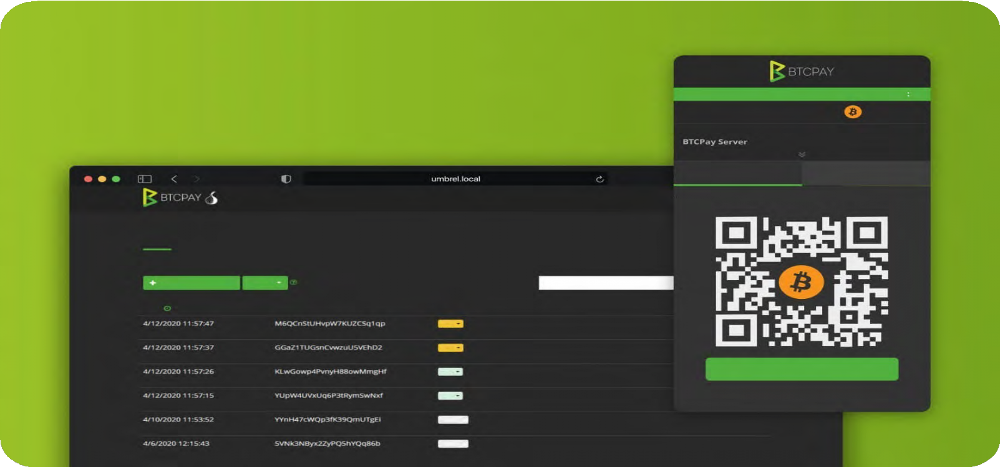 BTCPAY
BTCPay Server
umbrel.local
BTCPAY
4/12/2020 11:57:47 M6QCnStUHvpW7KUZCSq1qp
4/12/2020 11:57:37 GGaZ1TUGsnCvwzuU5VEhD2
4/12/2020 11:57:26 KLwGowp4PvnyH88owMmgHf
4/12/2020 11:57:15 YUpW4UVxUq6P3tRymSwNxf
4/10/2020 11:53:52 YYnH47cWQp3fK39QmUTgEi
4/6/2020 12:15:43 5VNk3NByx2ZyPQ5hYQq86b